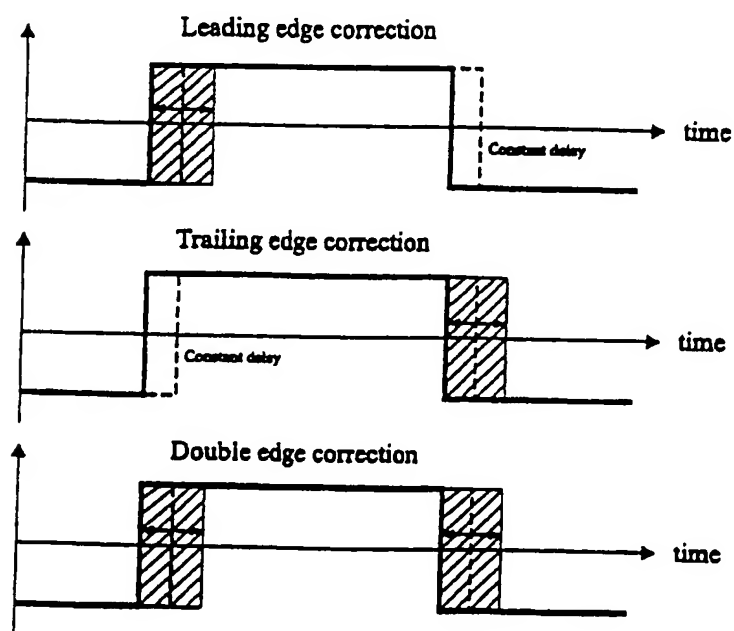 Leading edge correction
time
Constant delay
Trailing edge correction
time
Constant delay
Double edge correction
time